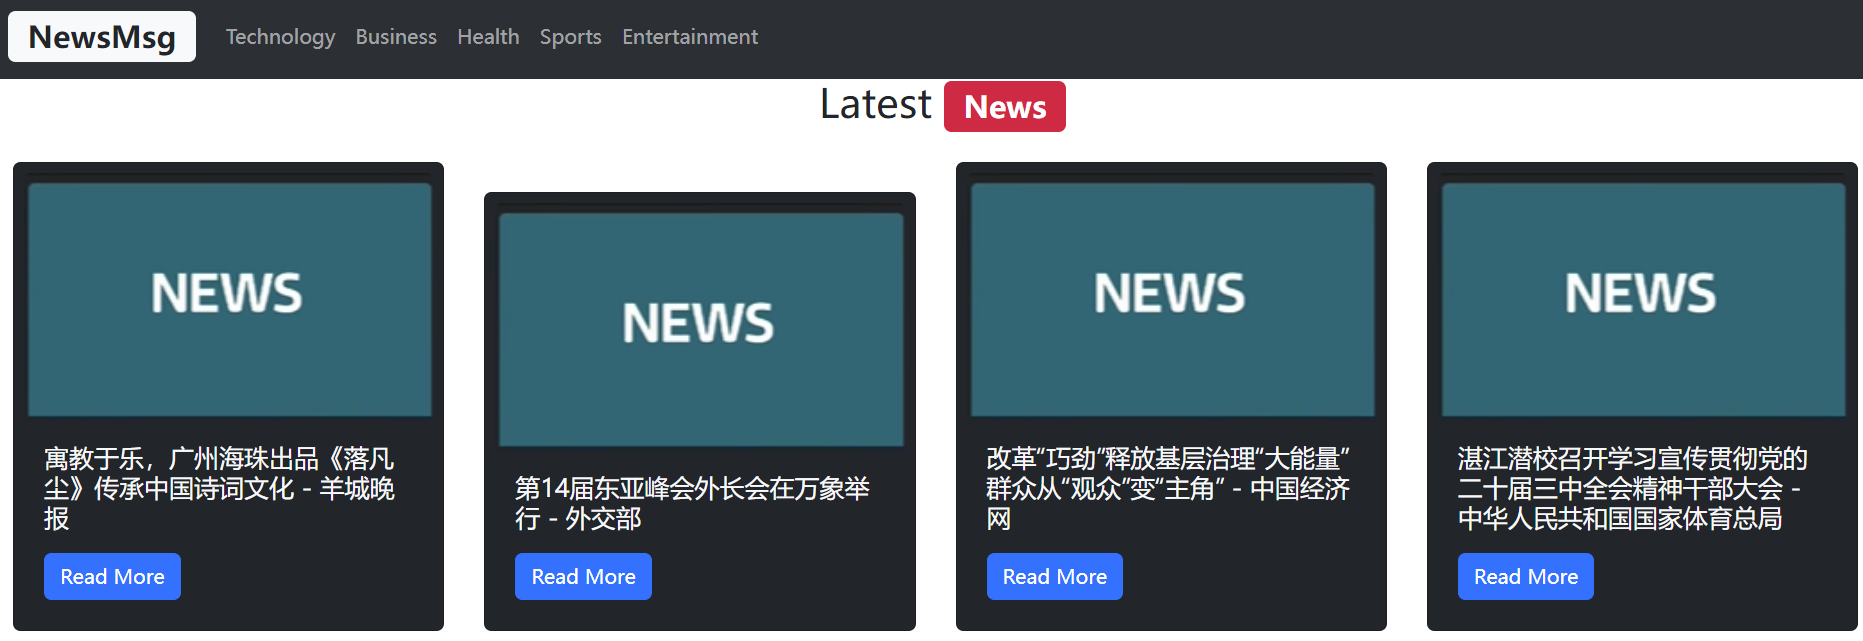 NewsMsg Technology Business Health Sports Entertainment
Latest News
NEWS
寓教于乐，广州海珠出品《落凡
尘》传承中国诗词文化 - 羊城晚
报
Read More
NEWS
第14届东亚峰会外长会在万象举
行 - 外交部
Read More
NEWS
改革“巧劲”释放基层治理“大能量”
群众从“观众”变“主角” - 中国经济
网
Read More
NEWS
湛江潜校召开学习宣传贯彻党的
二十届三中全会精神干部大会 -
中华人民共和国国家体育总局
Read More